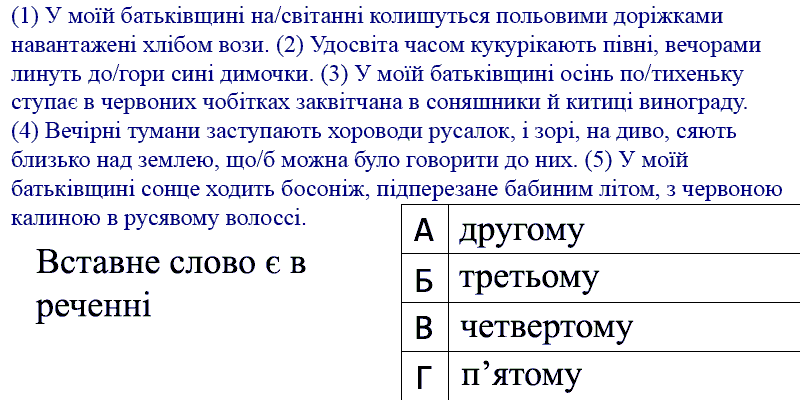 (1) У моїй батьківщині на/світанні колишуться польовими доріжками
навантажені хлібом вози. (2) Удосвіта часом кукурікають півні, вечорами
линуть до/гори сині димочки. (3) У моїй батьківщині осінь по/тихеньку
ступає в червоних чобітках заквітчана в соняшники й китиці винограду.
(4) Вечірні тумани заступають хороводи русалок, і зорі, на диво, сяють
близько над землею, що/б можна було говорити до них. (5) У моїй
батьківщині сонце ходить босоніж, підперезане бабиним літом, з червоною
калиною в русявому волоссі.
Вставне слово є в
реченні
А другому
Б третьому
В четвертому
Г п’ятому